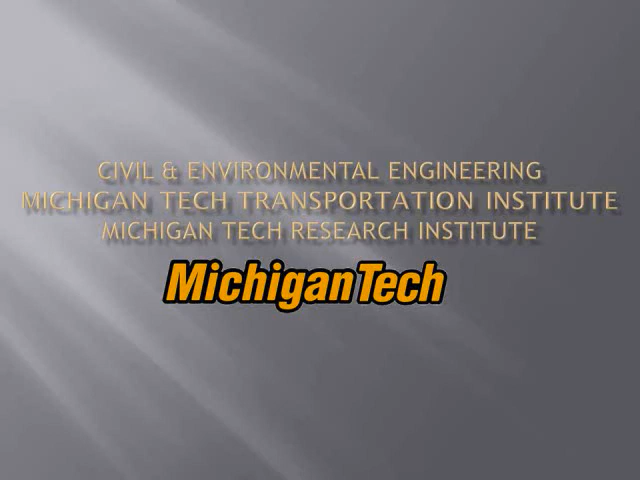 CIVIL & ENVIRONMENTAL ENGINEERING
MICHIGAN TECH TRANSPORTATION INSTITUTE
MICHIGAN TECH RESEARCH INSTITUTE
MichiganTech